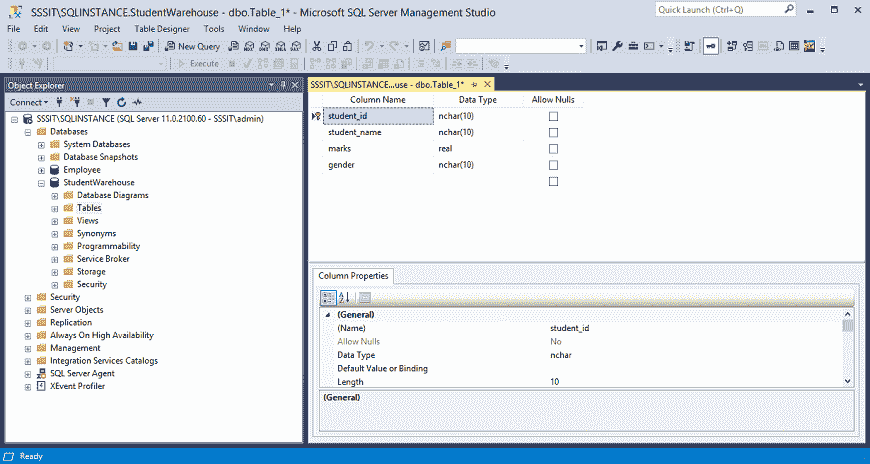 SSSIT\SQLINSTANCE.StudentWarehouse - dbo.Table_1* - Microsoft SQL Server Management Studio
Quick Launch (Ctrl+Q)
File Edit View Project Table Designer Tools Window Help
New Query
Execute
Object Explorer
Connect
SSSIT\SQLINSTANCE (SQL Server 11.0.2100.60 - SSSIT\admin)
Databases
System Databases
Database Snapshots
Employee
StudentWarehouse
Database Diagrams
Tables
Views
Synonyms
Programmability
Service Broker
Storage
Security
Security
Server Objects
Replication
Always On High Availability
Management
Integration Services Catalogs
SQL Server Agent
XEvent Profiler
SSSIT\SQLINSTANCE...use - dbo.Table_1*
Column Name Data Type Allow Nulls
student_id nchar(10)
student_name nchar(10)
marks real
gender nchar(10)
Column Properties
(General)
(Name) student_id
Allow Nulls No
Data Type nchar
Default Value or Binding
Length 10
(General)
Ready